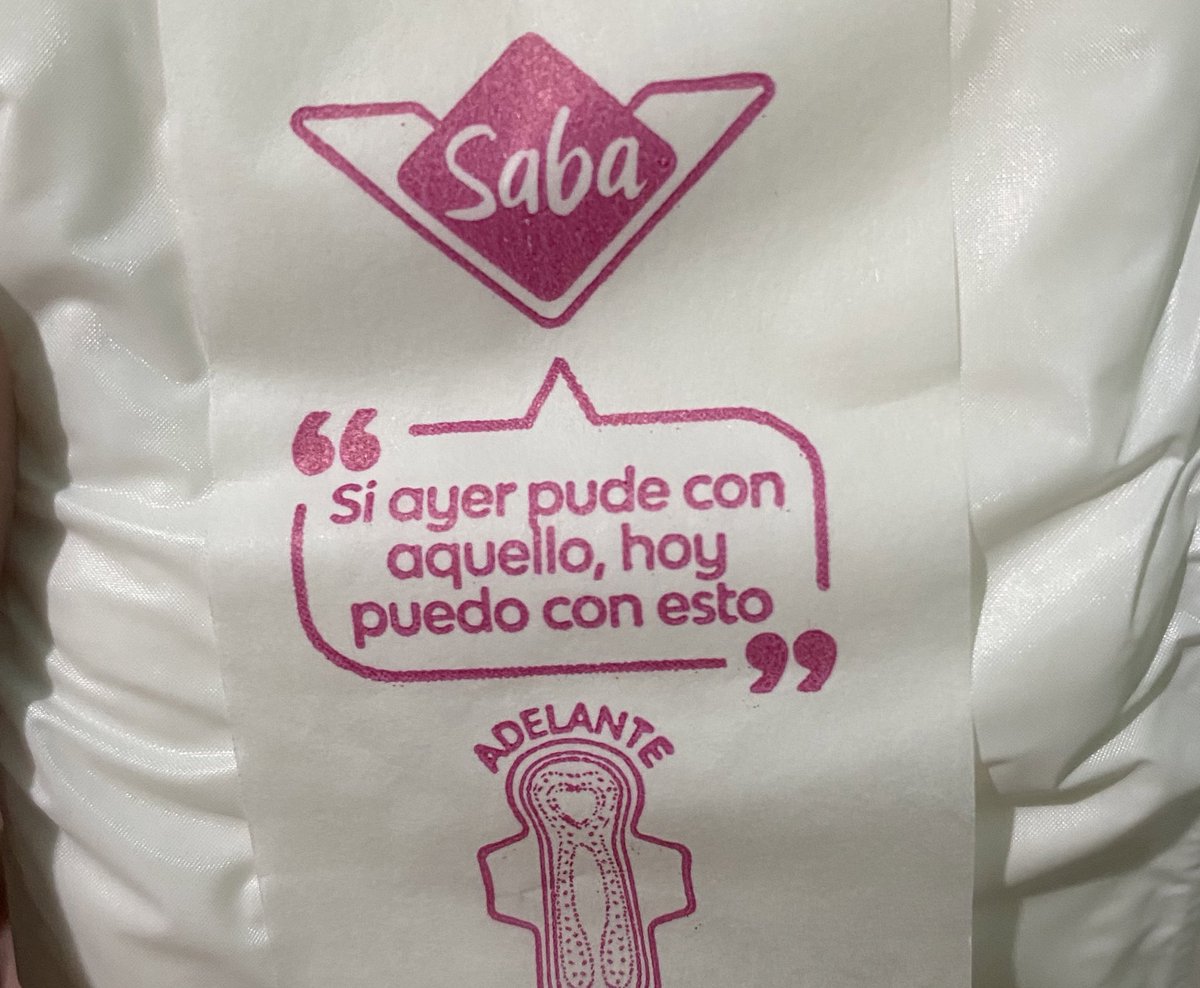 Saba
“
Si ayer pude con
aquello, hoy
puedo con esto
”
ADELANTE